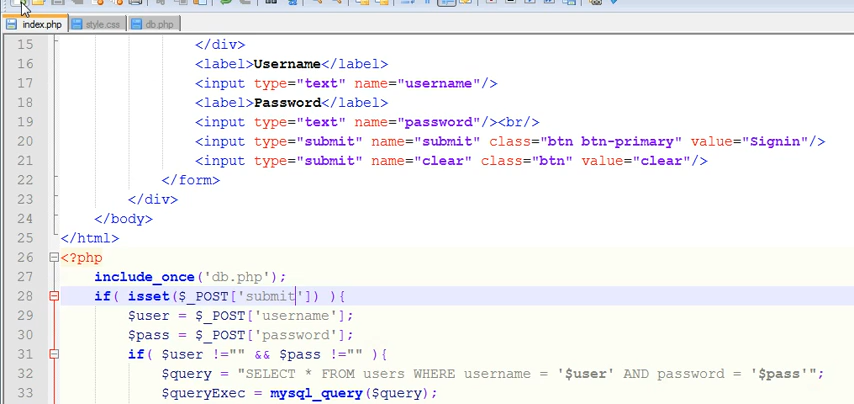 index.php style.css db.php
15 </div>
16 <label>Username</label>
17 <input type="text" name="username"/>
18 <label>Password</label>
19 <input type="text" name="password"/><br/>
20 <input type="submit" name="submit" class="btn btn-primary" value="Signin"/>
21 <input type="submit" name="clear" class="btn" value="clear"/>
22 </form>
23 </div>
24 </body>
25 </html>
26 <?php
27 include_once('db.php');
28 if( isset($_POST['submit']) ){
29 $user = $_POST['username'];
30 $pass = $_POST['password'];
31 if( $user !="" && $pass !="" ){
32 $query = "SELECT * FROM users WHERE username = '$user' AND password = '$pass'";
33 $queryExec = mysql_query($query);